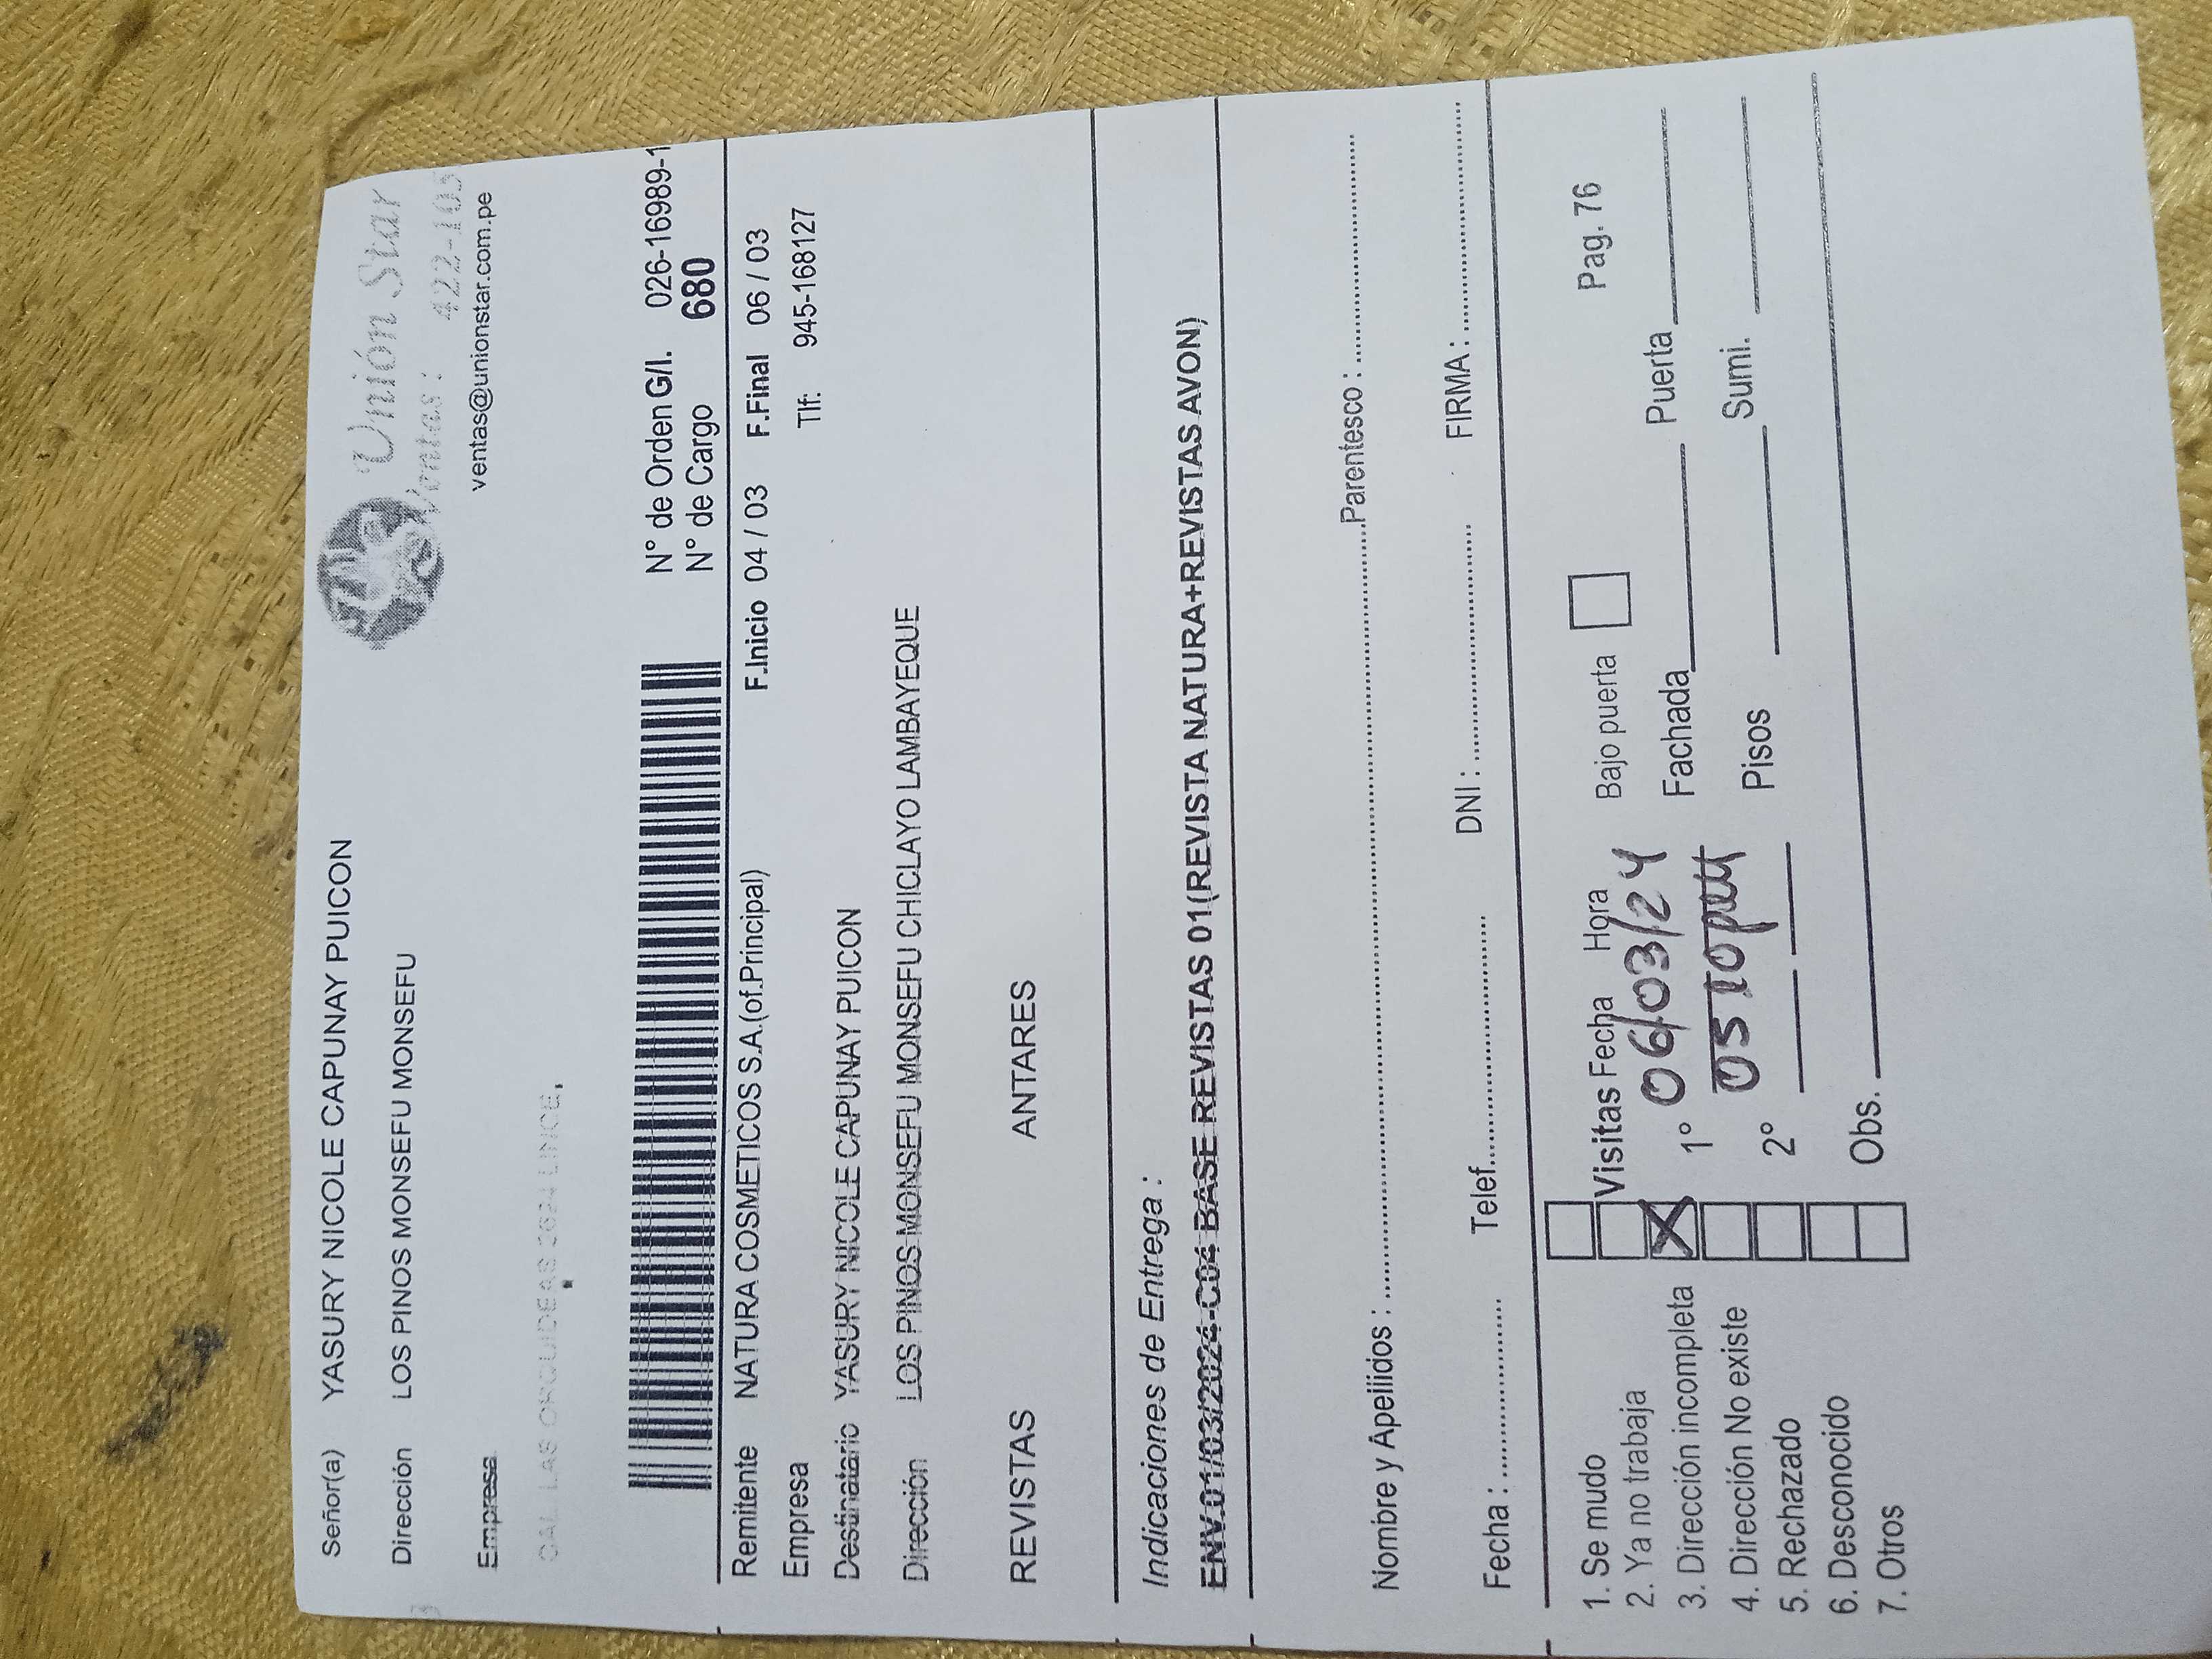 Señor(a) YASURY NICOLE CAPUNAY PUICON
Unión Star
Dirección LOS PINOS MONSEFU MONSEFU
Ventas: 422-105
ventas@unionstar.com.pe
Empresa
CAL LAS ORQUIDEAS 2624 LINCE,
N° de Orden G/I. 026-16989-1
N° de Cargo 680
Remitente NATURA COSMETICOS S.A.(of.Principal) F.Inicio 04 / 03 F.Final 06 / 03
Empresa Tlf: 945-168127
Destinatario YASURY NICOLE CAPUNAY PUICON
Dirección LOS PINOS MONSEFU MONSEFU MONSEFU CHICLAYO LAMBAYEQUE
REVISTAS ANTARES
Indicaciones de Entrega :
ENV.01/03/2024-C04 BASE REVISTAS 01(REVISTA NATURA+REVISTAS AVON)
Nombre y Apellidos : Parentesco :
Fecha : Telef. DNI : FIRMA :
1. Se mudo Visitas Fecha Hora Bajo puerta Pag. 76
2. Ya no trabaja 1° 06/03/24 Fachada Puerta
3. Dirección incompleta X 05 10pm
4. Dirección No existe 2° Pisos Sumi.
5. Rechazado
6. Desconocido Obs.
7. Otros